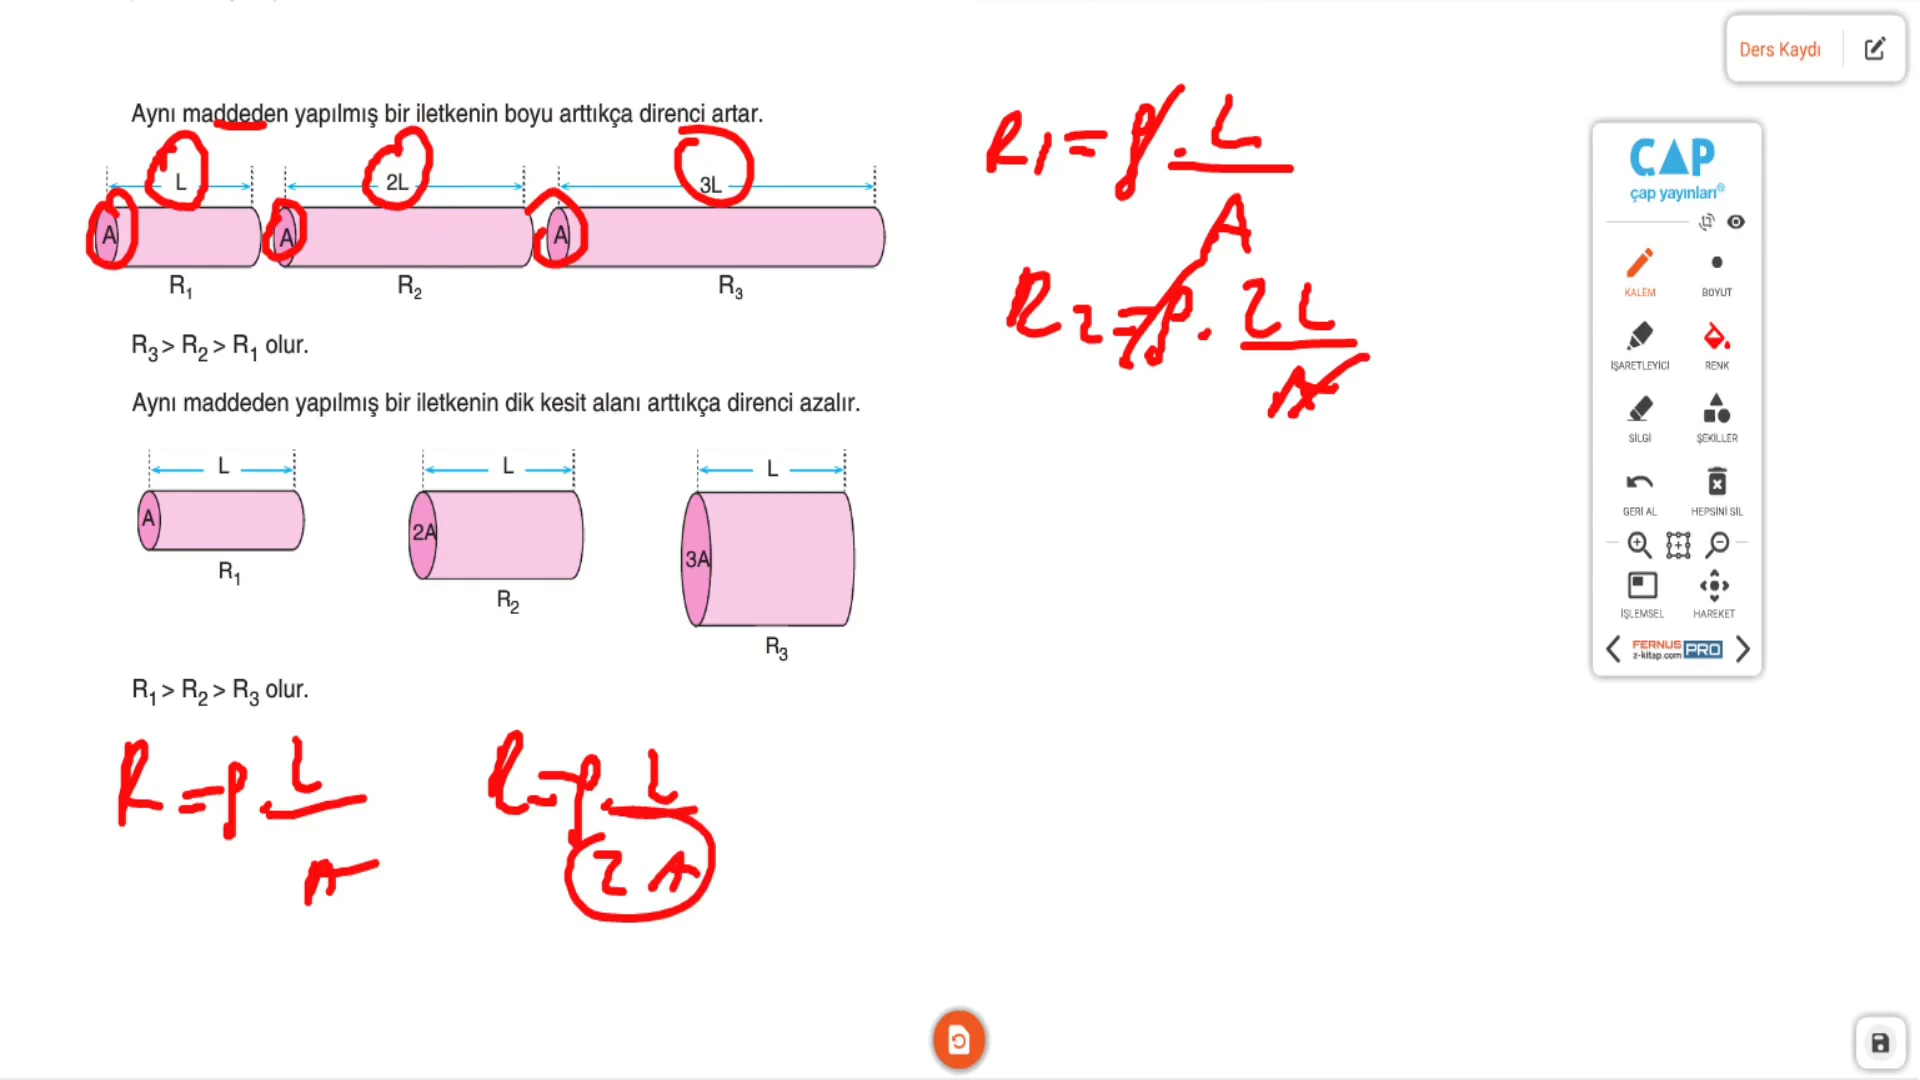 Aynı maddeden yapılmış bir iletkenin boyu arttıkça direnci artar.
L
2L
3L
A
A
A
R1
R2
R3
R3 > R2 > R1 olur.
Aynı maddeden yapılmış bir iletkenin dik kesit alanı arttıkça direnci azalır.
L
L
L
A
2A
3A
R1
R2
R3
R1 > R2 > R3 olur.
R = ρ . L
A
R = ρ . L
2 A
R1 = ρ . L
A
R2 = ρ . 2L
A
Ders Kaydı
ÇAP
çap yayınları®
KALEM
BOYUT
İŞARETLEYİCİ
RENK
SİLGİ
ŞEKİLLER
GERİ AL
HEPSİNİ SİL
İŞLEMSEL
HAREKET
FERNUS PRO
z-kitap.com